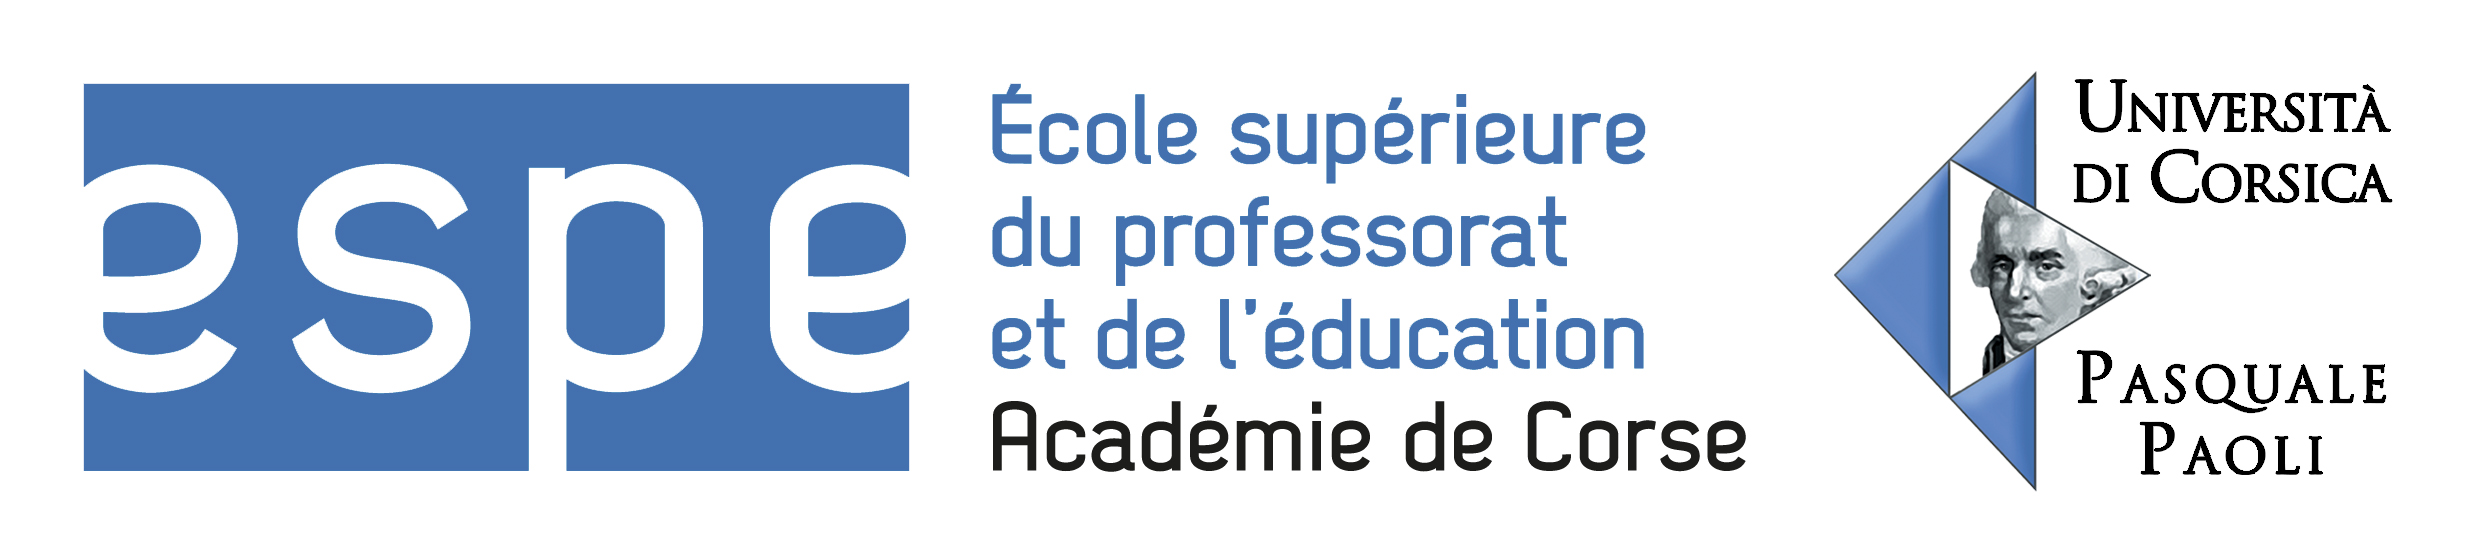 espe
École supérieure
du professorat
et de l'éducation
Académie de Corse
UNIVERSITÀ
DI CORSICA
PASQUALE
PAOLI